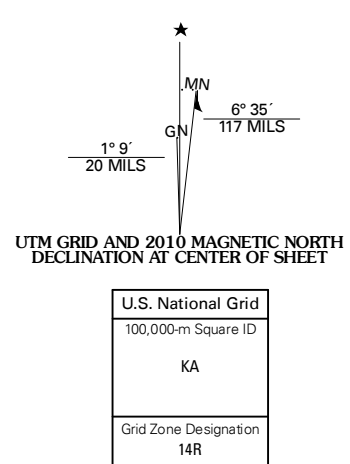 MN
6° 35´
117 MILS
GN
1° 9´
20 MILS
UTM GRID AND 2010 MAGNETIC NORTH
DECLINATION AT CENTER OF SHEET
U.S. National Grid
100,000-m Square ID
KA
Grid Zone Designation
14R